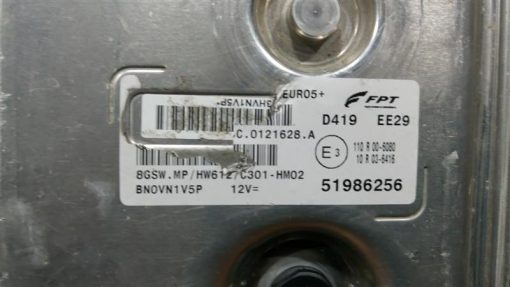 EURO5+
3HVN1V5P
FPT
D419 EE29
C.0121628.A
E3
110 R 00-6080
10 R 03-6416
8GSW.MP/HW6127C301-HM02
BNOVN1V5P 12V=
51986256